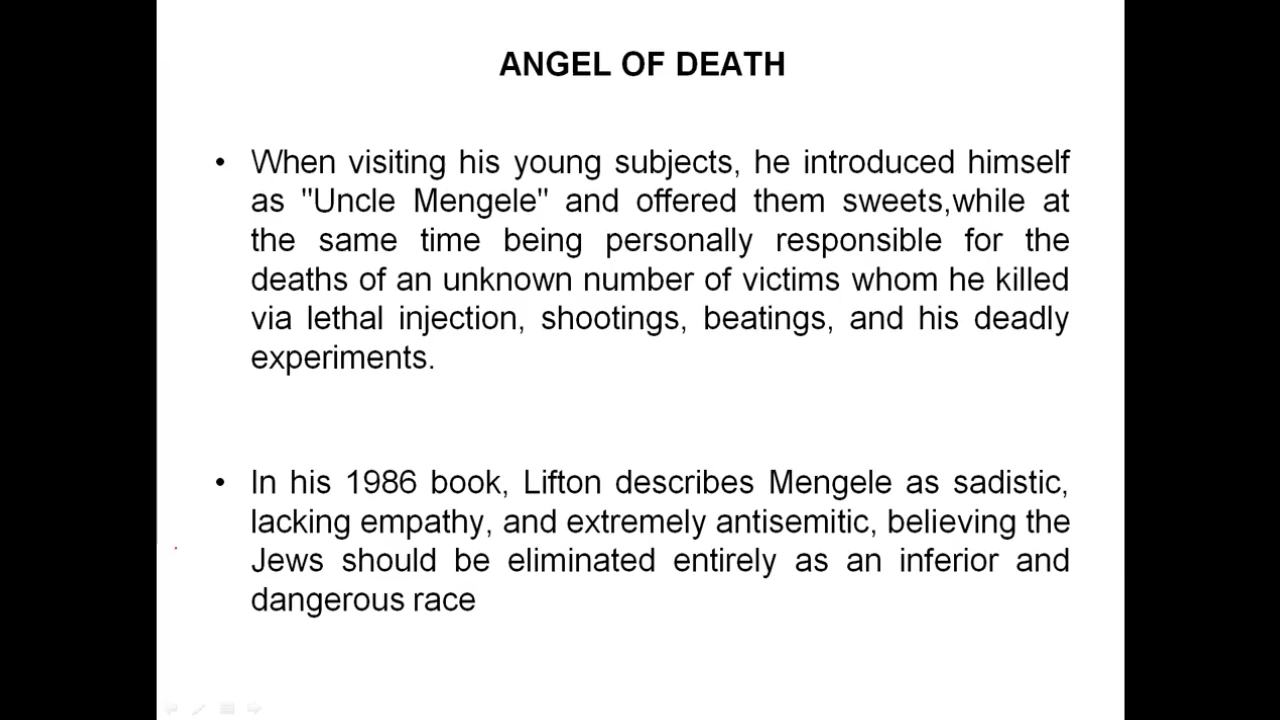 ANGEL OF DEATH
• When visiting his young subjects, he introduced himself
as "Uncle Mengele" and offered them sweets,while at
the same time being personally responsible for the
deaths of an unknown number of victims whom he killed
via lethal injection, shootings, beatings, and his deadly
experiments.
• In his 1986 book, Lifton describes Mengele as sadistic,
lacking empathy, and extremely antisemitic, believing the
Jews should be eliminated entirely as an inferior and
dangerous race